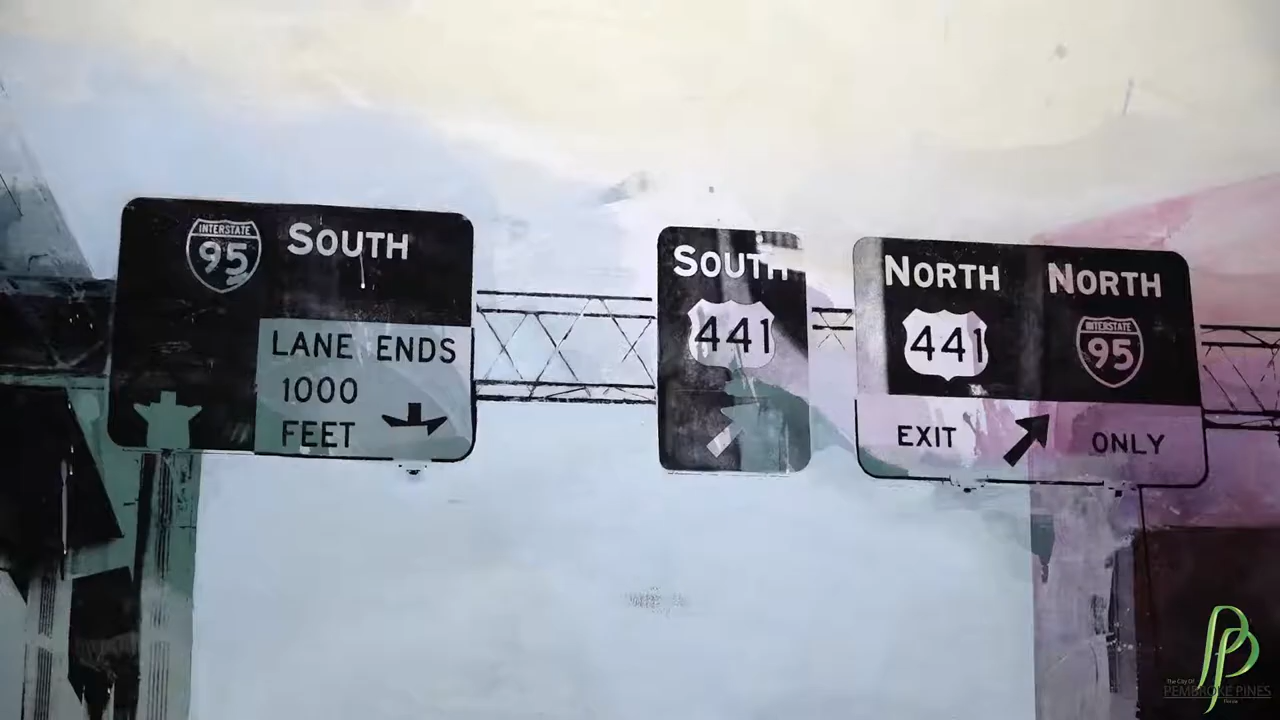 INTERSTATE
95
SOUTH
LANE ENDS
1000
FEET
SOUTH
441
NORTH
441
NORTH
INTERSTATE
95
EXIT
ONLY
The City Of
PEMBROKE PINES